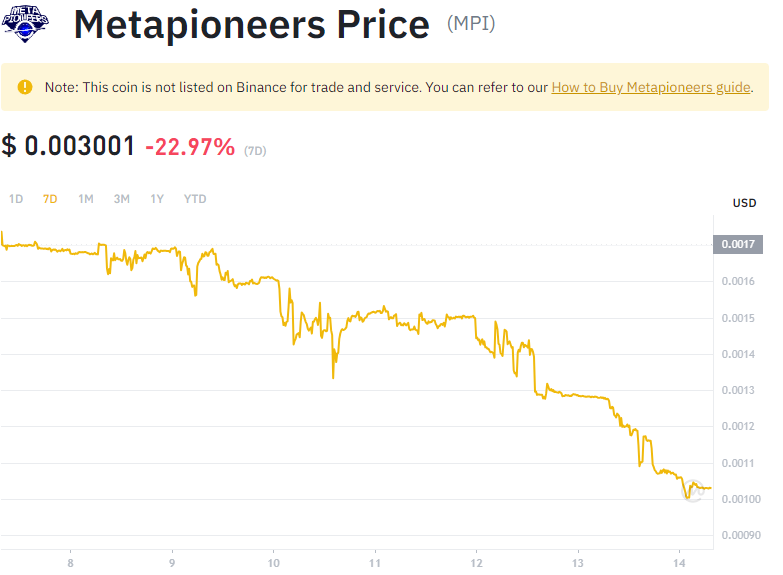 META
PIONEERS
Metapioneers Price (MPI)
Note: This coin is not listed on Binance for trade and service. You can refer to our How to Buy Metapioneers guide.
$ 0.003001 -22.97% (7D)
1D 7D 1M 3M 1Y YTD
USD
0.0017
0.0016
0.0015
0.0014
0.0013
0.0012
0.0011
0.00100
0.00090
8 9 10 11 12 13 14